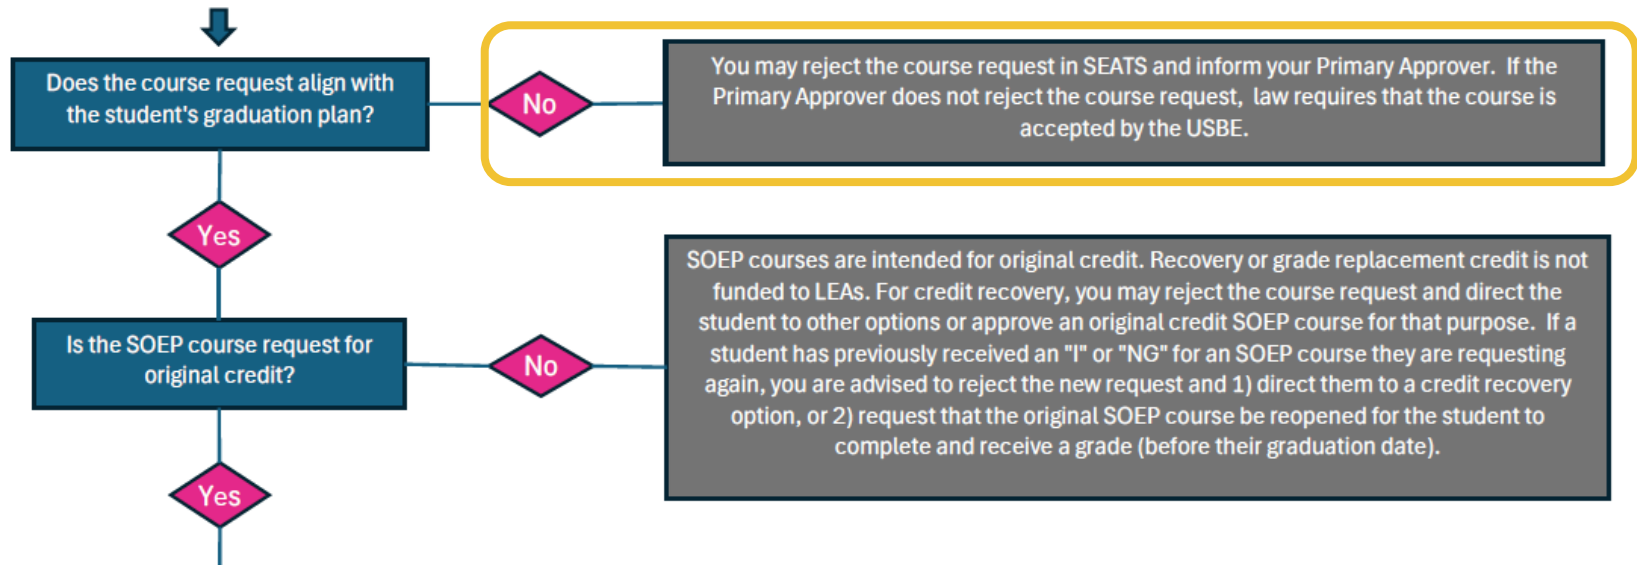 Does the course request align with
the student's graduation plan?
No
You may reject the course request in SEATS and inform your Primary Approver.  If the
Primary Approver does not reject the course request,  law requires that the course is
accepted by the USBE.
Yes
Is the SOEP course request for
original credit?
No
SOEP courses are intended for original credit. Recovery or grade replacement credit is not
funded to LEAs. For credit recovery, you may reject the course request and direct the
student to other options or approve an original credit SOEP course for that purpose.  If a
student has previously received an "I" or "NG" for an SOEP course they are requesting
again, you are advised to reject the new request and 1) direct them to a credit recovery
option, or 2) request that the original SOEP course be reopened for the student to
complete and receive a grade (before their graduation date).
Yes